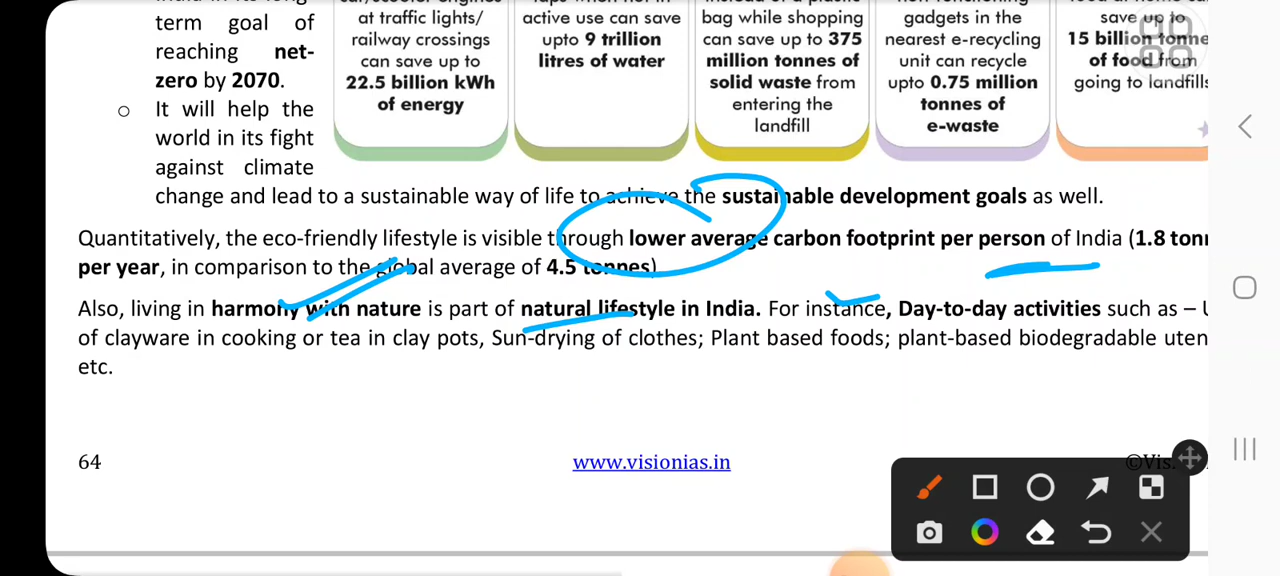 term goal of
reaching net-
zero by 2070.
o It will help the
world in its fight
against climate
change and lead to a sustainable way of life to achieve the sustainable development goals as well.
at traffic lights/
railway crossings
can save up to
22.5 billion kWh
of energy
active use can save
upto 9 trillion
litres of water
bag while shopping
can save up to 375
million tonnes of
solid waste from
entering the
landfill
gadgets in the
nearest e-recycling
unit can recycle
upto 0.75 million
tonnes of
e-waste
save up to
15 billion tonne
of food from
going to landfills
Quantitatively, the eco-friendly lifestyle is visible through lower average carbon footprint per person of India (1.8 tonn
per year, in comparison to the global average of 4.5 tonnes)
Also, living in harmony with nature is part of natural lifestyle in India. For instance, Day-to-day activities such as – U
of clayware in cooking or tea in clay pots, Sun-drying of clothes; Plant based foods; plant-based biodegradable uten
etc.
64
www.visionias.in
©Vis